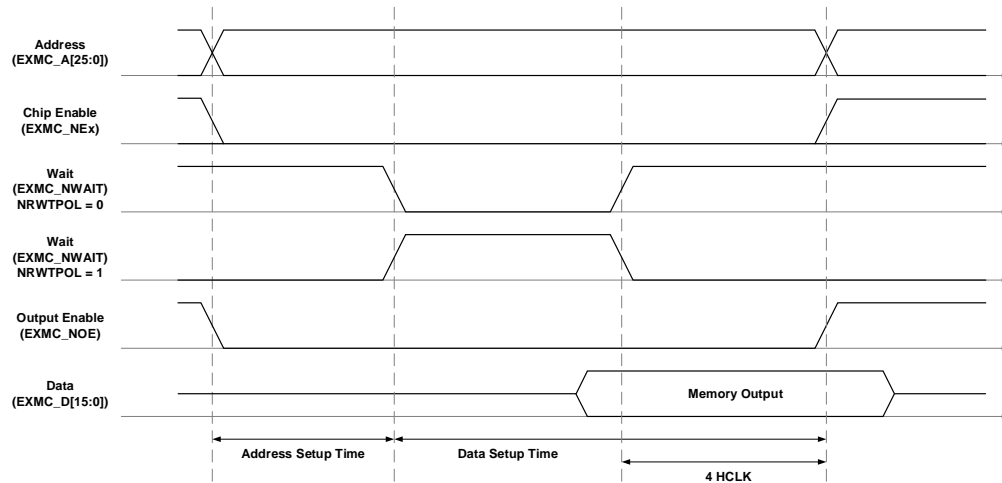 Address
(EXMC_A[25:0])
Chip Enable
(EXMC_NEx)
Wait
(EXMC_NWAIT)
NRWTPOL = 0
Wait
(EXMC_NWAIT)
NRWTPOL = 1
Output Enable
(EXMC_NOE)
Data
(EXMC_D[15:0])
Memory Output
Address Setup Time
Data Setup Time
4 HCLK